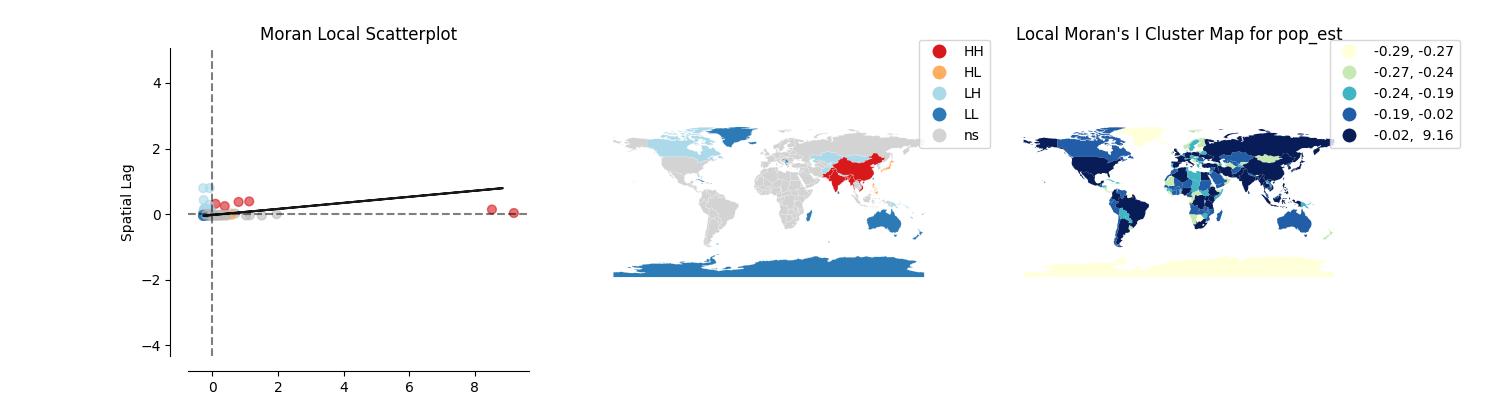 Moran Local Scatterplot
Spatial Lag
4
2
0
−2
−4
0
2
4
6
8
HH
HL
LH
LL
ns
Local Moran's I Cluster Map for pop_est
-0.29, -0.27
-0.27, -0.24
-0.24, -0.19
-0.19, -0.02
-0.02, 9.16